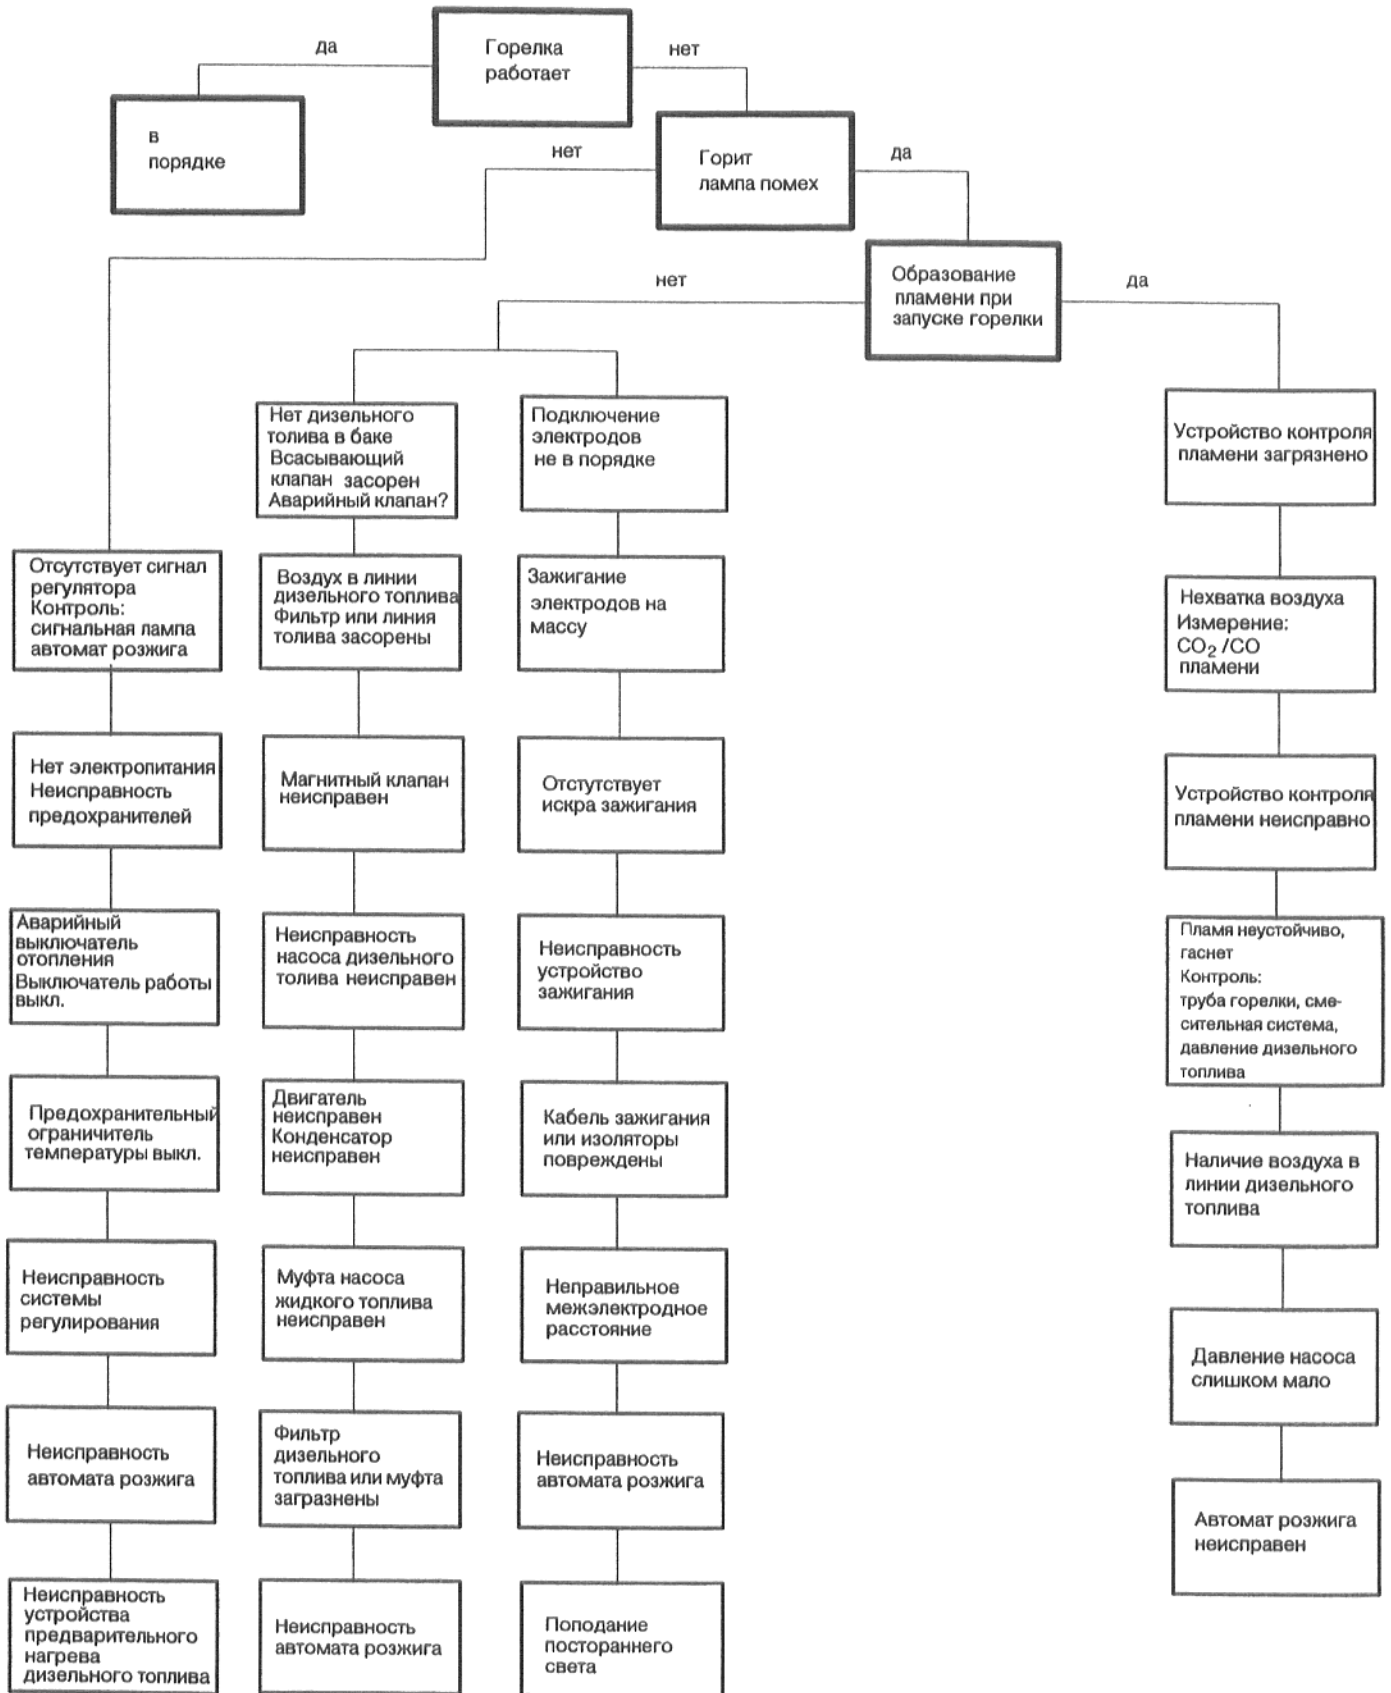 да
Горелка
работает
нет
в
порядке
нет
Горит
лампа помех
да
нет
Образование
пламени при
запуске горелки
да
Отсутствует сигнал
регулятора
Контроль:
сигнальная лампа
автомат розжига
Нет электропитания
Неисправность
предохранителей
Аварийный
выключатель
отопления
Выключатель работы
выкл.
Предохранительный
ограничитель
температуры выкл.
Неисправность
системы
регулирования
Неисправность
автомата розжига
Неисправность
устройства
предварительного
нагрева
дизельного топлива
Нет дизельного
толива в баке
Всасывающий
клапан засорен
Аварийный клапан?
Воздух в линии
дизельного топлива
Фильтр или линия
толива засорены
Магнитный клапан
неисправен
Неисправность
насоса дизельного
толива неисправен
Двигатель
неисправен
Конденсатор
неисправен
Муфта насоса
жидкого топлива
неисправен
Фильтр
дизельного
топлива или муфта
загразнены
Неисправность
автомата розжига
Подключение
электродов
не в порядке
Зажигание
электродов на
массу
Отстутствует
искра зажигания
Неисправность
устройство
зажигания
Кабель зажигания
или изоляторы
повреждены
Неправильное
межэлектродное
расстояние
Неисправность
автомата розжига
Пополание
постораннего
света
Устройство контроля
пламени загрязнено
Нехватка воздуха
Измерение:
CO2 /CO
пламени
Устройство контроля
пламени неисправно
Пламя неустойчиво,
гаснет
Контроль:
труба горелки, сме-
сительная система,
давление дизельного
топлива
Наличие воздуха в
линии дизельного
топлива
Давление насоса
слишком мало
Автомат розжига
неисправен